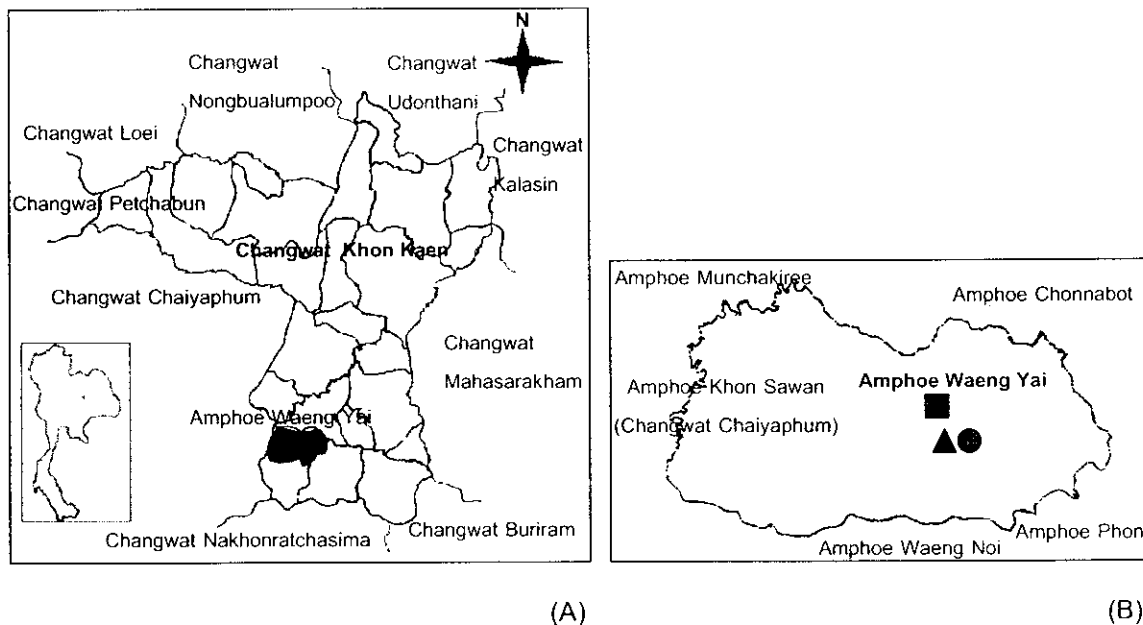 N
Changwat
Nongbualumpoo
Changwat
Udonthani
Changwat Loei
Changwat
Kalasin
Changwat Petchabun
Changwat Khon Kaen
Changwat Chaiyaphum
Changwat
Mahasarakham
Amphoe Waeng Yai
Changwat Nakhonratchasima
Changwat Buriram
(A)
Amphoe Munchakiree
Amphoe Chonnabot
Amphoe Khon Sawan
(Changwat Chaiyaphum)
Amphoe Waeng Yai
Amphoe Phon
Amphoe Waeng Noi
(B)